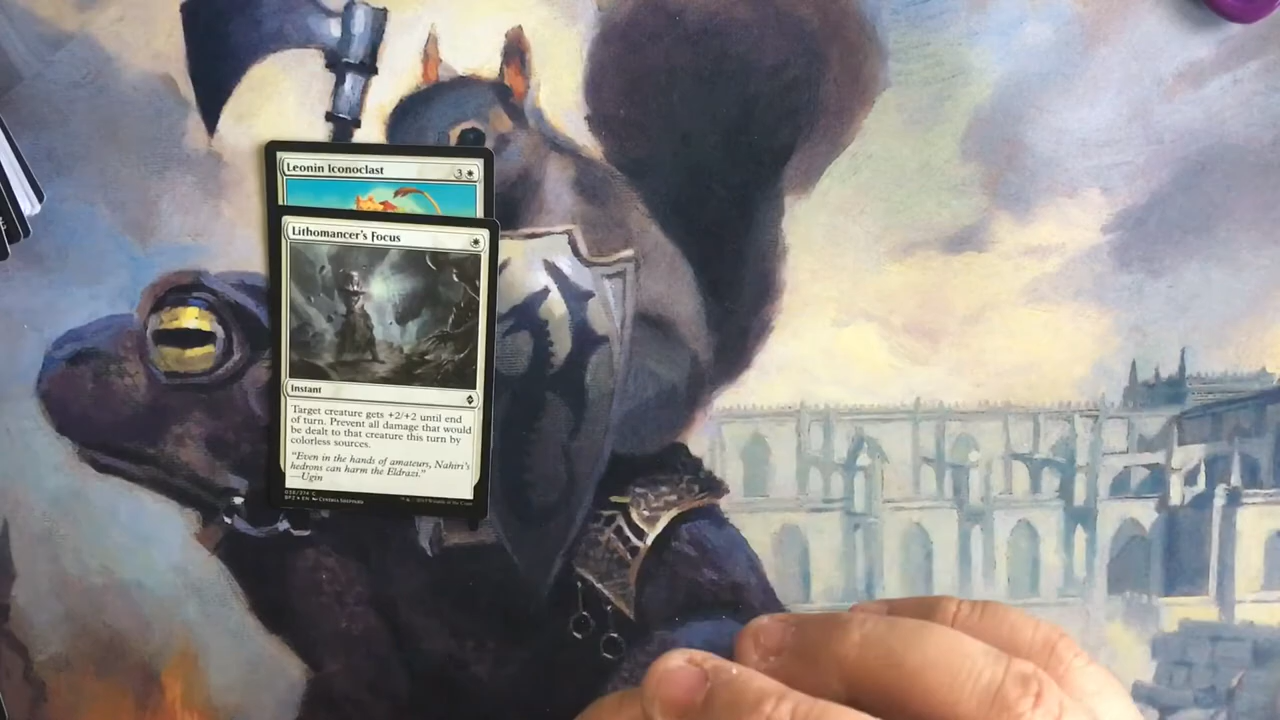 Leonin Iconoclast 3
Lithomancer's Focus
Instant
Target creature gets +2/+2 until end
of turn. Prevent all damage that would
be dealt to that creature this turn by
colorless sources.
"Even in the hands of amateurs, Nahiri's
hedrons can harm the Eldrazi."
—Ugin